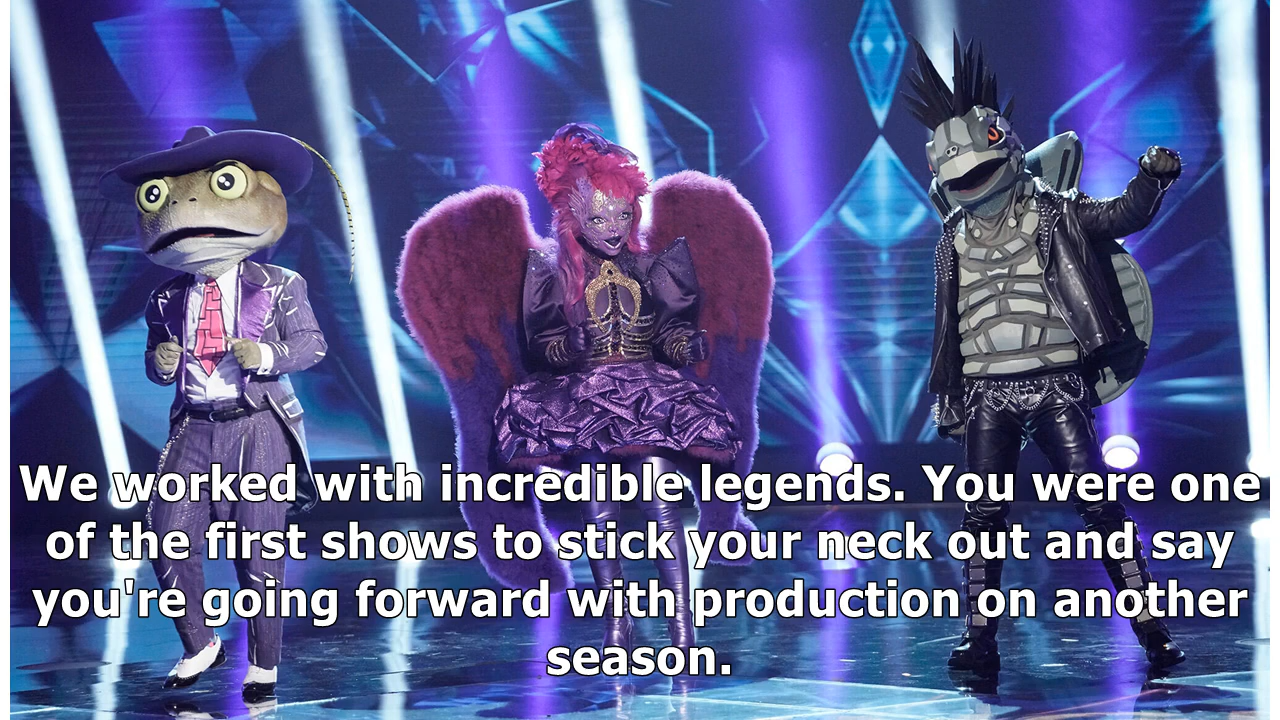 We worked with incredible legends. You were one
of the first shows to stick your neck out and say
you're going forward with production on another
season.